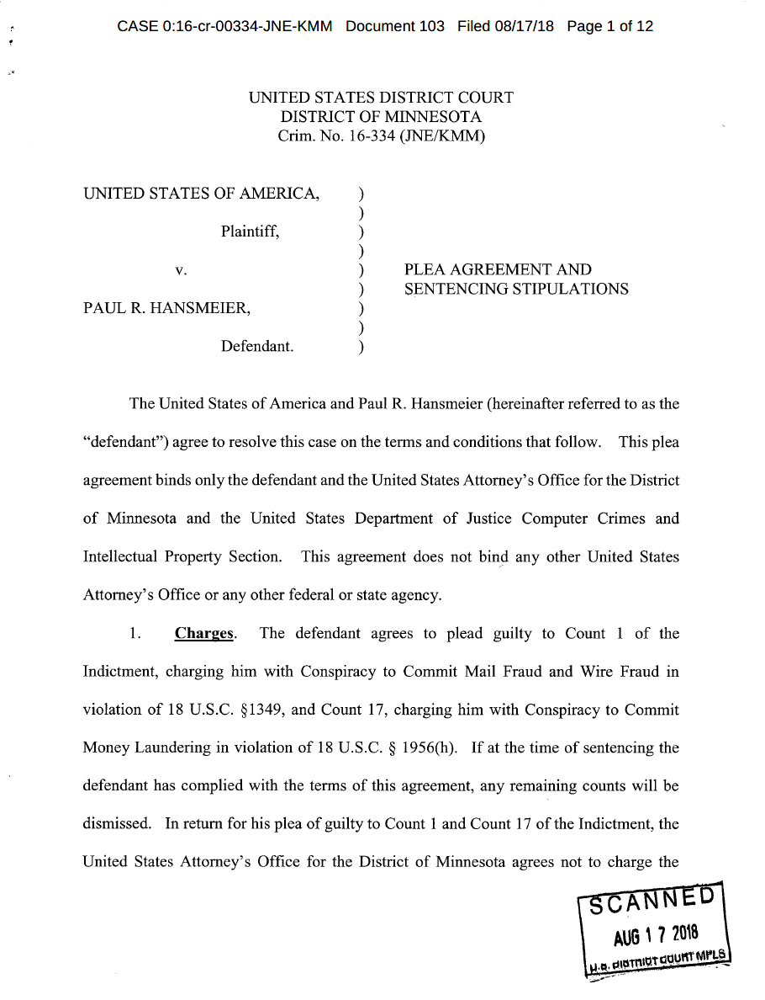 CASE 0:16-cr-00334-JNE-KMM Document 103 Filed 08/17/18 Page 1 of 12
UNITED STATES DISTRICT COURT
DISTRICT OF MINNESOTA
Crim. No. 16-334 (JNE/KMM)
UNITED STATES OF AMERICA, )
)
Plaintiff, )
)
v. ) PLEA AGREEMENT AND
) SENTENCING STIPULATIONS
PAUL R. HANSMEIER, )
)
Defendant. )
The United States of America and Paul R. Hansmeier (hereinafter referred to as the
“defendant”) agree to resolve this case on the terms and conditions that follow. This plea
agreement binds only the defendant and the United States Attorney’s Office for the District
of Minnesota and the United States Department of Justice Computer Crimes and
Intellectual Property Section. This agreement does not bind any other United States
Attorney’s Office or any other federal or state agency.
1. Charges. The defendant agrees to plead guilty to Count 1 of the
Indictment, charging him with Conspiracy to Commit Mail Fraud and Wire Fraud in
violation of 18 U.S.C. §1349, and Count 17, charging him with Conspiracy to Commit
Money Laundering in violation of 18 U.S.C. § 1956(h). If at the time of sentencing the
defendant has complied with the terms of this agreement, any remaining counts will be
dismissed. In return for his plea of guilty to Count 1 and Count 17 of the Indictment, the
United States Attorney’s Office for the District of Minnesota agrees not to charge the
SCANNED
AUG 17 2018
U.S. DISTRICT COURT MPLS